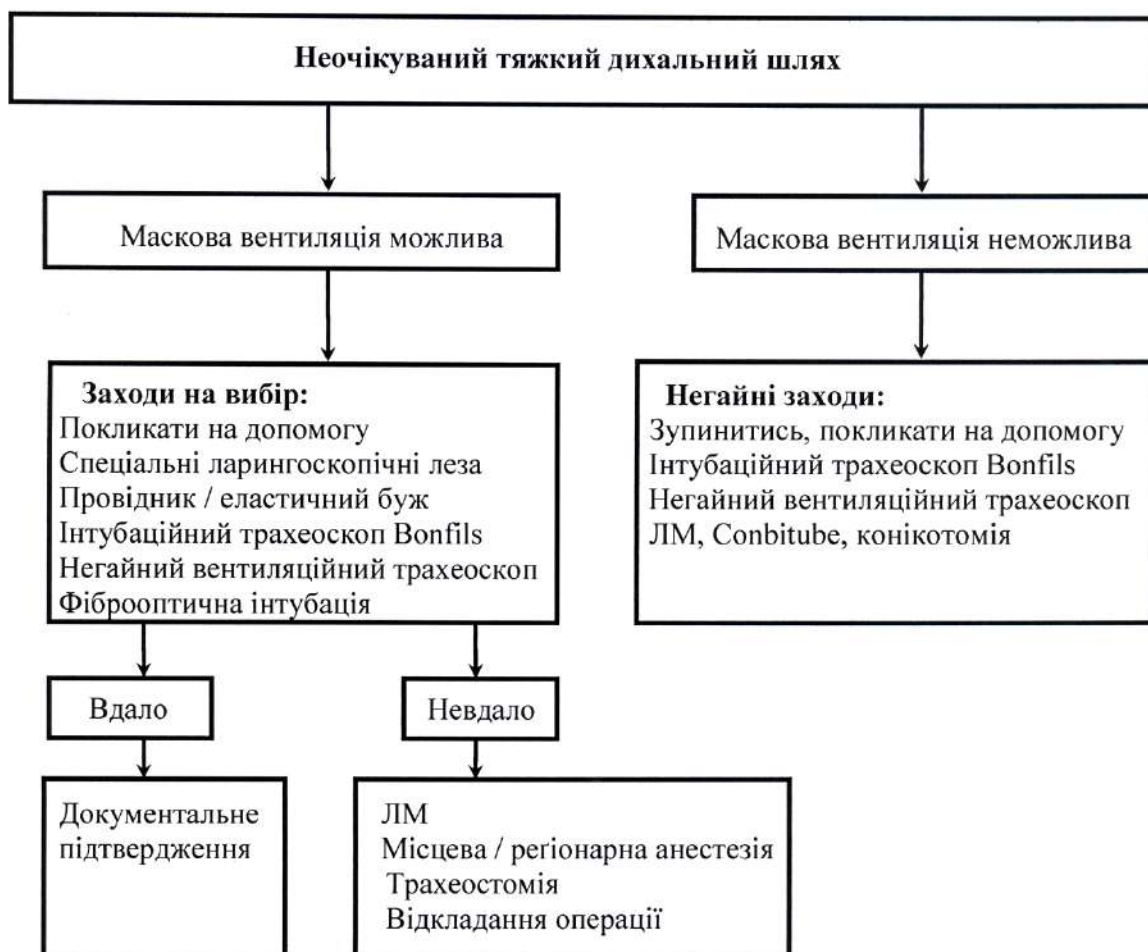 Неочікуваний тяжкий дихальний шлях
Маскова вентиляція можлива
Маскова вентиляція неможлива
Заходи на вибір:
Покликати на допомогу
Спеціальні ларингоскопічні леза
Провідник / еластичний буж
Інтубаційний трахеоскоп Bonfils
Негайний вентиляційний трахеоскоп
Фіброоптична інтубація
Негайні заходи:
Зупинитись, покликати на допомогу
Інтубаційний трахеоскоп Bonfils
Негайний вентиляційний трахеоскоп
ЛМ, Conbitube, конікотомія
Вдало
Невдало
Документальне
підтвердження
ЛМ
Місцева / регіонарна анестезія
Трахеостомія
Відкладання операції